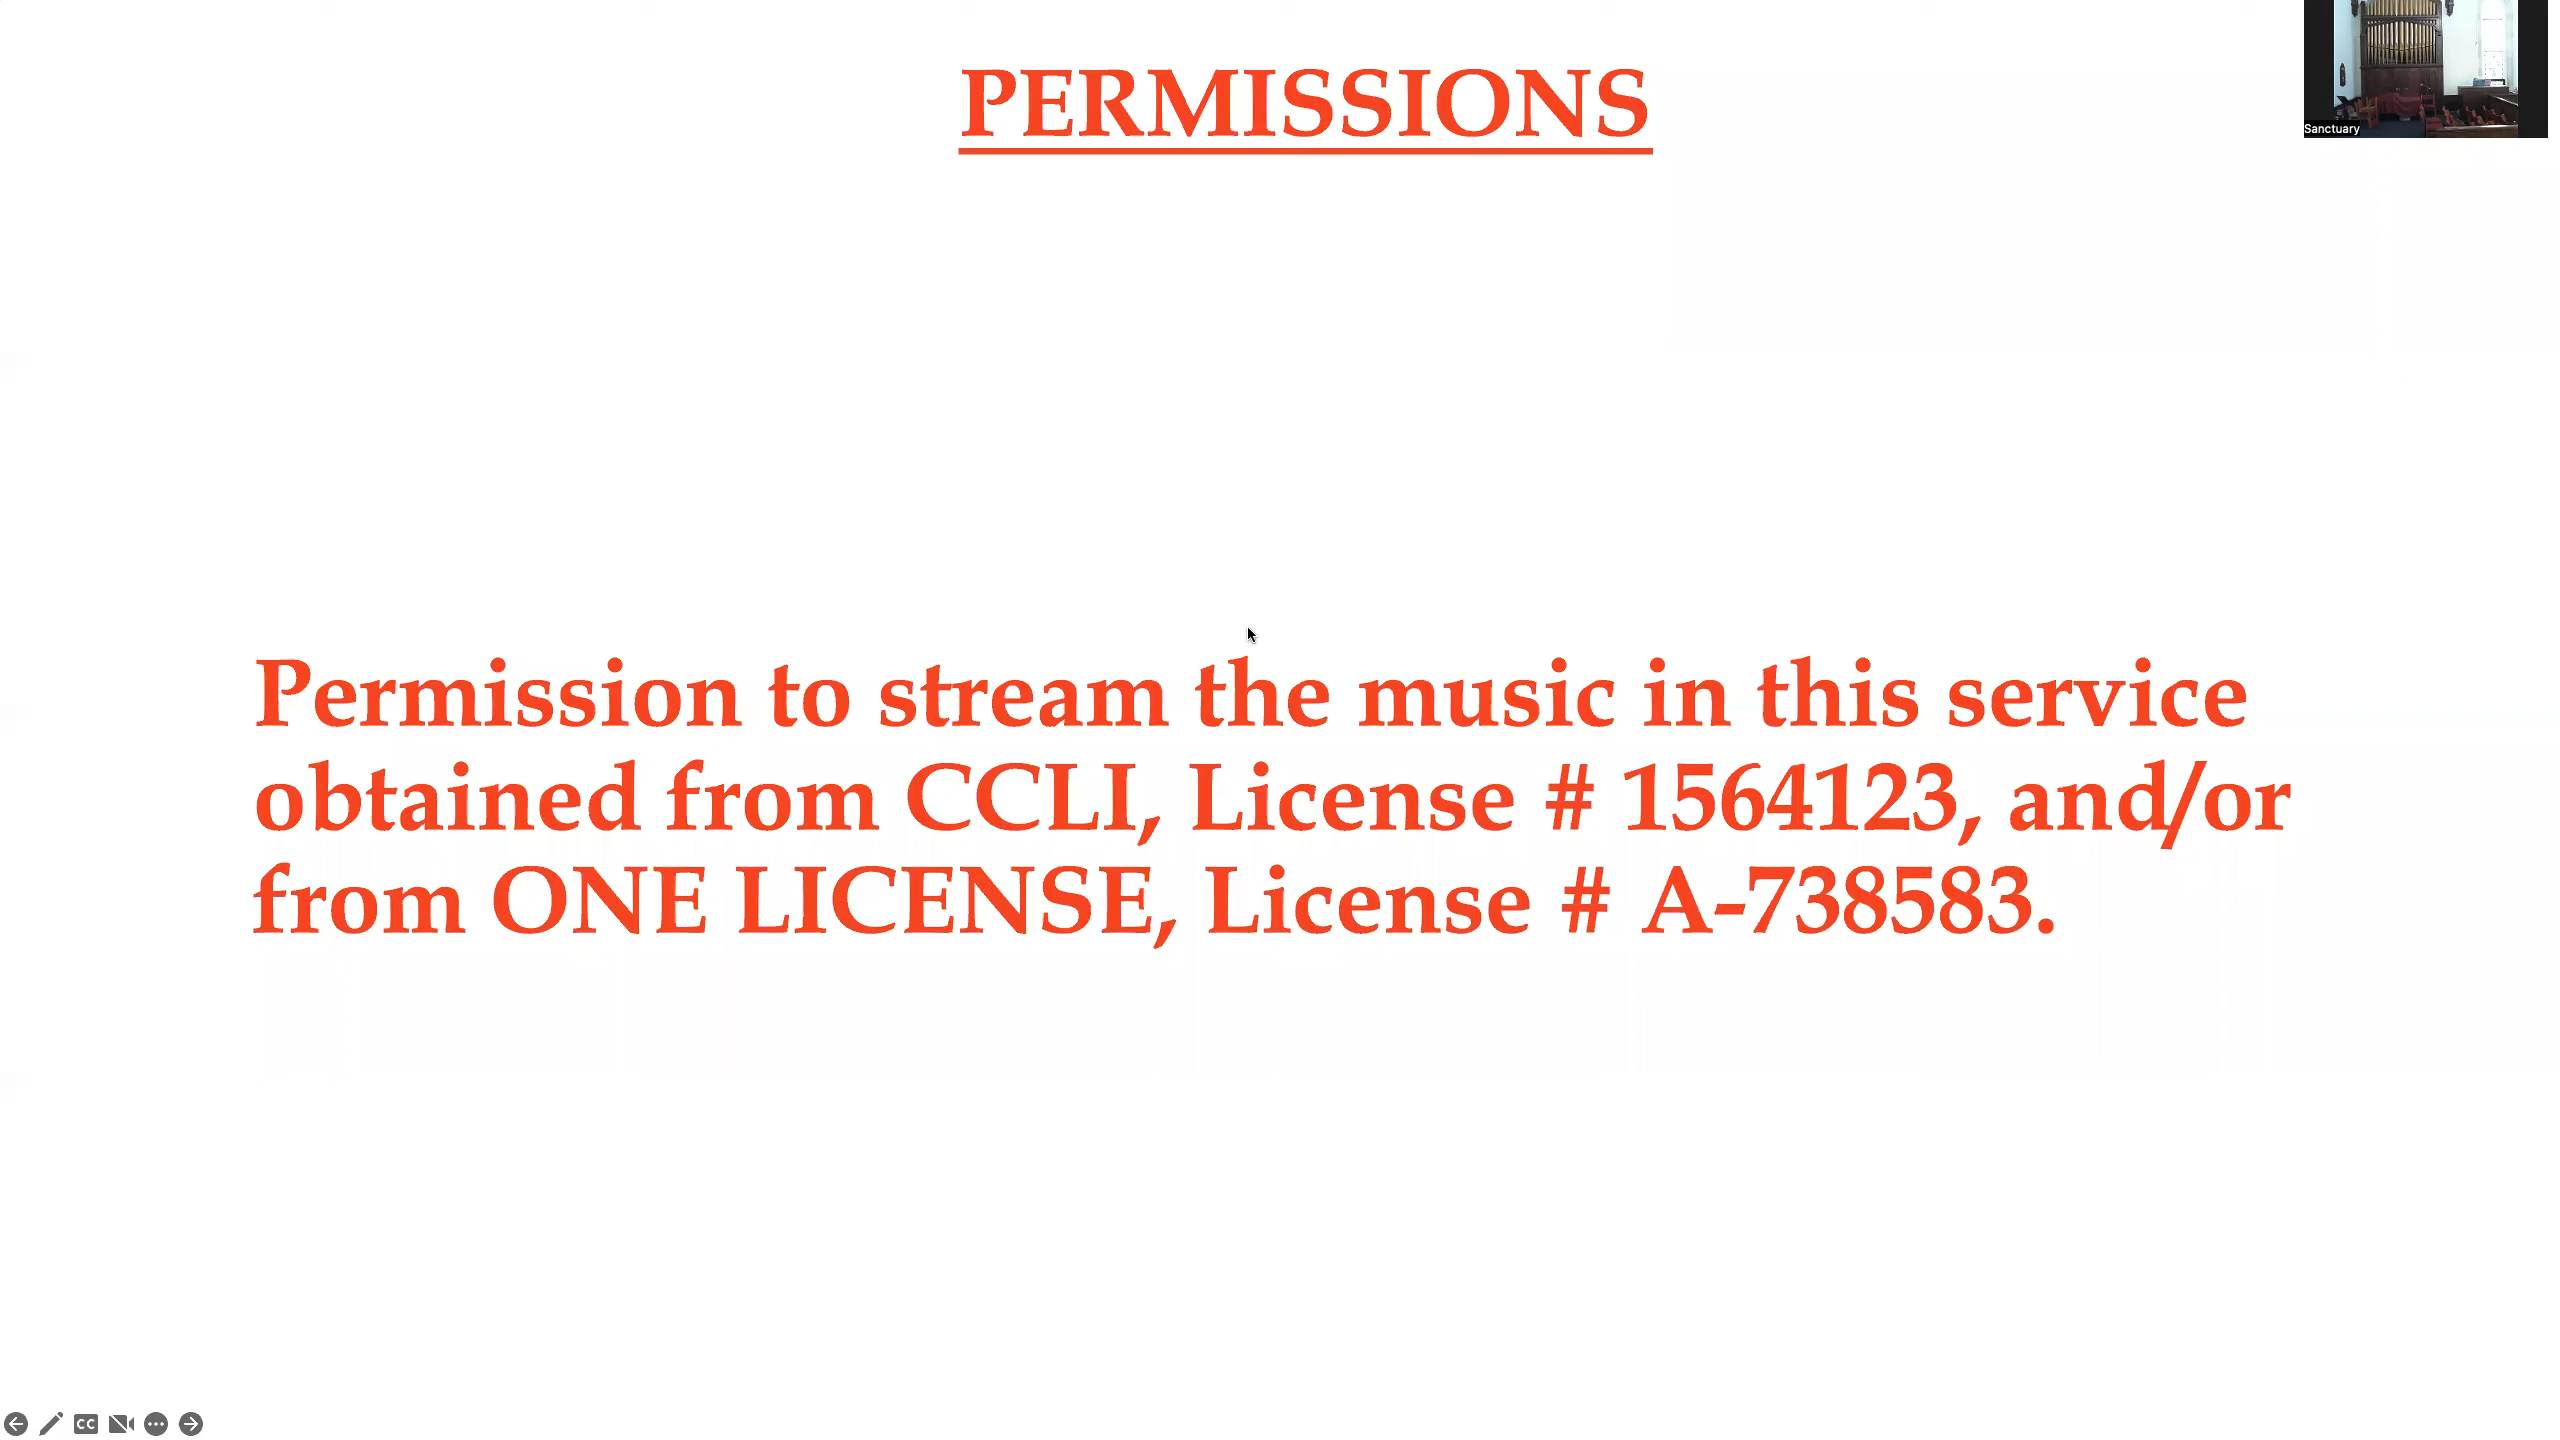 PERMISSIONS
Sanctuary
Permission to stream the music in this service
obtained from CCLI, License # 1564123, and/or
from ONE LICENSE, License # A-738583.
CC